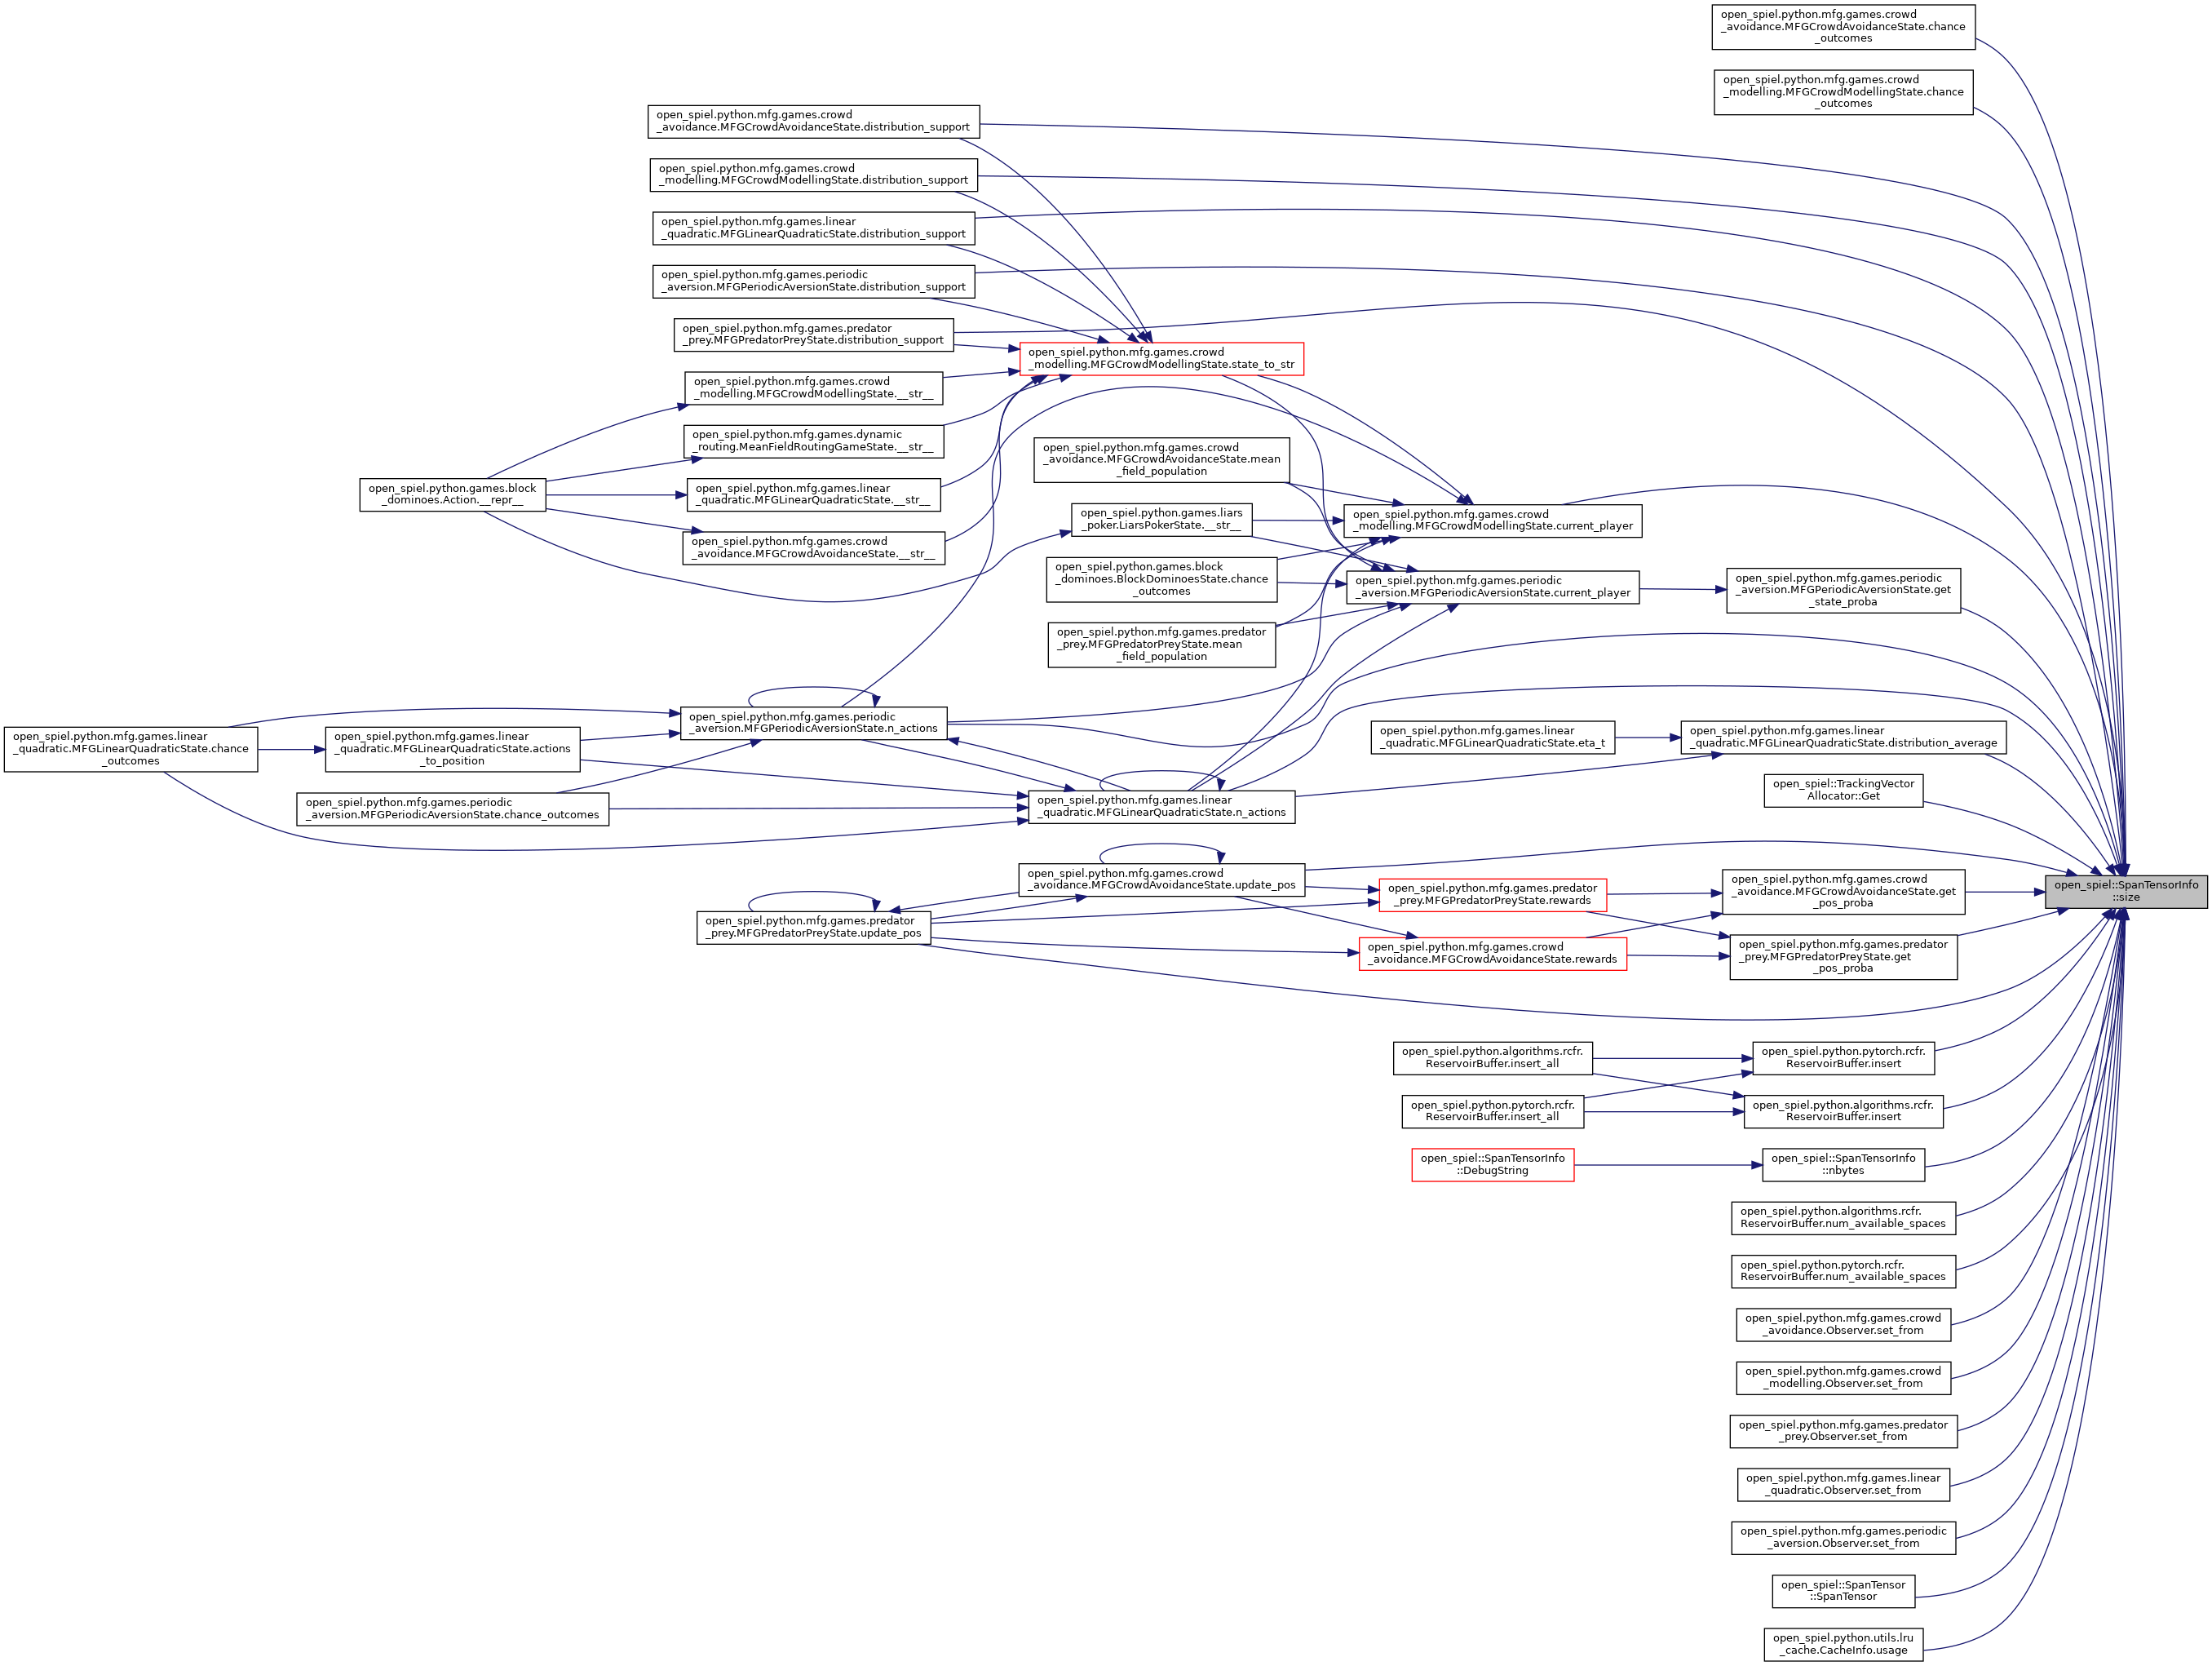 open_spiel.python.mfg.games.crowd
_avoidance.MFGCrowdAvoidanceState.chance
_outcomes
open_spiel.python.mfg.games.crowd
_modelling.MFGCrowdModellingState.chance
_outcomes
open_spiel.python.mfg.games.crowd
_avoidance.MFGCrowdAvoidanceState.distribution_support
open_spiel.python.mfg.games.crowd
_modelling.MFGCrowdModellingState.distribution_support
open_spiel.python.mfg.games.linear
_quadratic.MFGLinearQuadraticState.distribution_support
open_spiel.python.mfg.games.periodic
_aversion.MFGPeriodicAversionState.distribution_support
open_spiel.python.mfg.games.predator
_prey.MFGPredatorPreyState.distribution_support
open_spiel.python.mfg.games.crowd
_modelling.MFGCrowdModellingState.state_to_str
open_spiel.python.mfg.games.crowd
_modelling.MFGCrowdModellingState.__str__
open_spiel.python.mfg.games.dynamic
_routing.MeanFieldRoutingGameState.__str__
open_spiel.python.mfg.games.crowd
_avoidance.MFGCrowdAvoidanceState.mean
_field_population
open_spiel.python.games.block
_dominoes.Action.__repr__
open_spiel.python.mfg.games.linear
_quadratic.MFGLinearQuadraticState.__str__
open_spiel.python.games.liars
_poker.LiarsPokerState.__str__
open_spiel.python.mfg.games.crowd
_modelling.MFGCrowdModellingState.current_player
open_spiel.python.mfg.games.crowd
_avoidance.MFGCrowdAvoidanceState.__str__
open_spiel.python.games.block
_dominoes.BlockDominoesState.chance
_outcomes
open_spiel.python.mfg.games.periodic
_aversion.MFGPeriodicAversionState.current_player
open_spiel.python.mfg.games.periodic
_aversion.MFGPeriodicAversionState.get
_state_proba
open_spiel.python.mfg.games.predator
_prey.MFGPredatorPreyState.mean
_field_population
open_spiel.python.mfg.games.periodic
_aversion.MFGPeriodicAversionState.n_actions
open_spiel.python.mfg.games.linear
_quadratic.MFGLinearQuadraticState.chance
_outcomes
open_spiel.python.mfg.games.linear
_quadratic.MFGLinearQuadraticState.actions
_to_position
open_spiel.python.mfg.games.linear
_quadratic.MFGLinearQuadraticState.eta_t
open_spiel.python.mfg.games.linear
_quadratic.MFGLinearQuadraticState.distribution_average
open_spiel.python.mfg.games.periodic
_aversion.MFGPeriodicAversionState.chance_outcomes
open_spiel.python.mfg.games.linear
_quadratic.MFGLinearQuadraticState.n_actions
open_spiel::TrackingVector
Allocator::Get
open_spiel.python.mfg.games.crowd
_avoidance.MFGCrowdAvoidanceState.update_pos
open_spiel.python.mfg.games.predator
_prey.MFGPredatorPreyState.rewards
open_spiel.python.mfg.games.crowd
_avoidance.MFGCrowdAvoidanceState.get
_pos_proba
open_spiel::SpanTensorInfo
::size
open_spiel.python.mfg.games.predator
_prey.MFGPredatorPreyState.update_pos
open_spiel.python.mfg.games.crowd
_avoidance.MFGCrowdAvoidanceState.rewards
open_spiel.python.mfg.games.predator
_prey.MFGPredatorPreyState.get
_pos_proba
open_spiel.python.algorithms.rcfr.
ReservoirBuffer.insert_all
open_spiel.python.pytorch.rcfr.
ReservoirBuffer.insert
open_spiel.python.pytorch.rcfr.
ReservoirBuffer.insert_all
open_spiel.python.algorithms.rcfr.
ReservoirBuffer.insert
open_spiel::SpanTensorInfo
::DebugString
open_spiel::SpanTensorInfo
::nbytes
open_spiel.python.algorithms.rcfr.
ReservoirBuffer.num_available_spaces
open_spiel.python.pytorch.rcfr.
ReservoirBuffer.num_available_spaces
open_spiel.python.mfg.games.crowd
_avoidance.Observer.set_from
open_spiel.python.mfg.games.crowd
_modelling.Observer.set_from
open_spiel.python.mfg.games.predator
_prey.Observer.set_from
open_spiel.python.mfg.games.linear
_quadratic.Observer.set_from
open_spiel.python.mfg.games.periodic
_aversion.Observer.set_from
open_spiel::SpanTensor
::SpanTensor
open_spiel.python.utils.lru
_cache.CacheInfo.usage